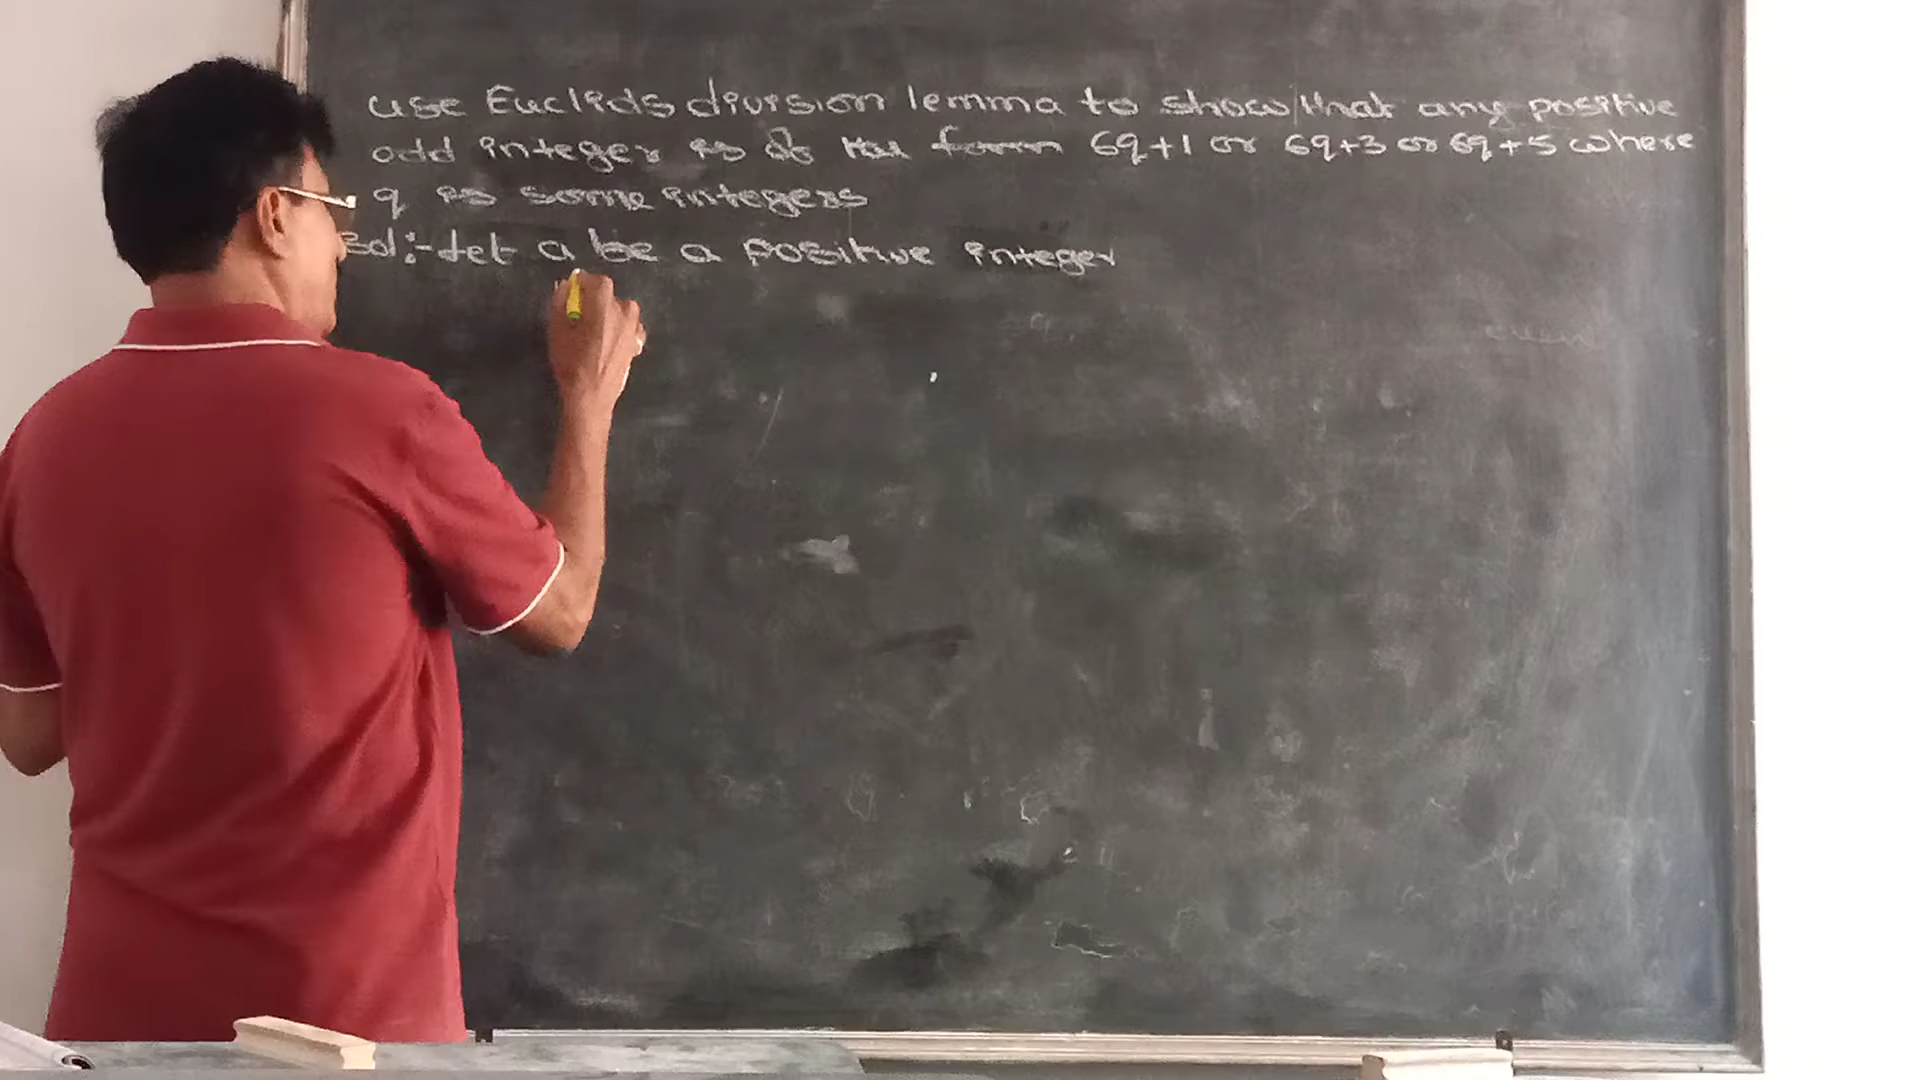 use Euclids division lemma to show that any positive
odd integer is of the form 6q+1 or 6q+3 or 6q+5 where
q is some integers
Sol:- Let a be a positive integer